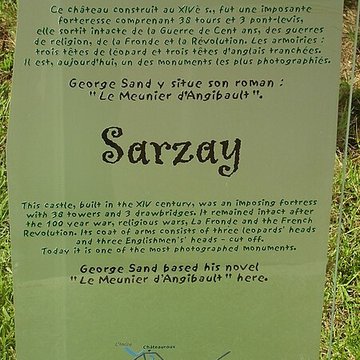 Ce château construit au XIVè s., fut une imposante
forteresse comprenant 38 tours et 3 pont-levis,
elle sortit intacte de la Guerre de Cent ans, des guerres
de religion, de la Fronde et la Révolution. Les armoiries :
trois têtes de léopard et trois têtes d'anglais tranchées.
Il est, aujourd'hui, un des monuments les plus photographiés.
George Sand y situe son roman :
" Le Meunier d'Angibault".
Sarzay
This castle, built in the XIV century, was an imposing fortress
with 38 towers and 3 drawbridges. It remained intact after
the 100 year war, religious wars, La Fronde and the French
Revolution. Its coat of arms consists of three leopards' heads
and three Englishmen's heads - cut off.
Today it is one of the most photographed monuments.
George Sand based his novel
"Le Meunier d'Angibault" here.
L'Indre
Châteauroux